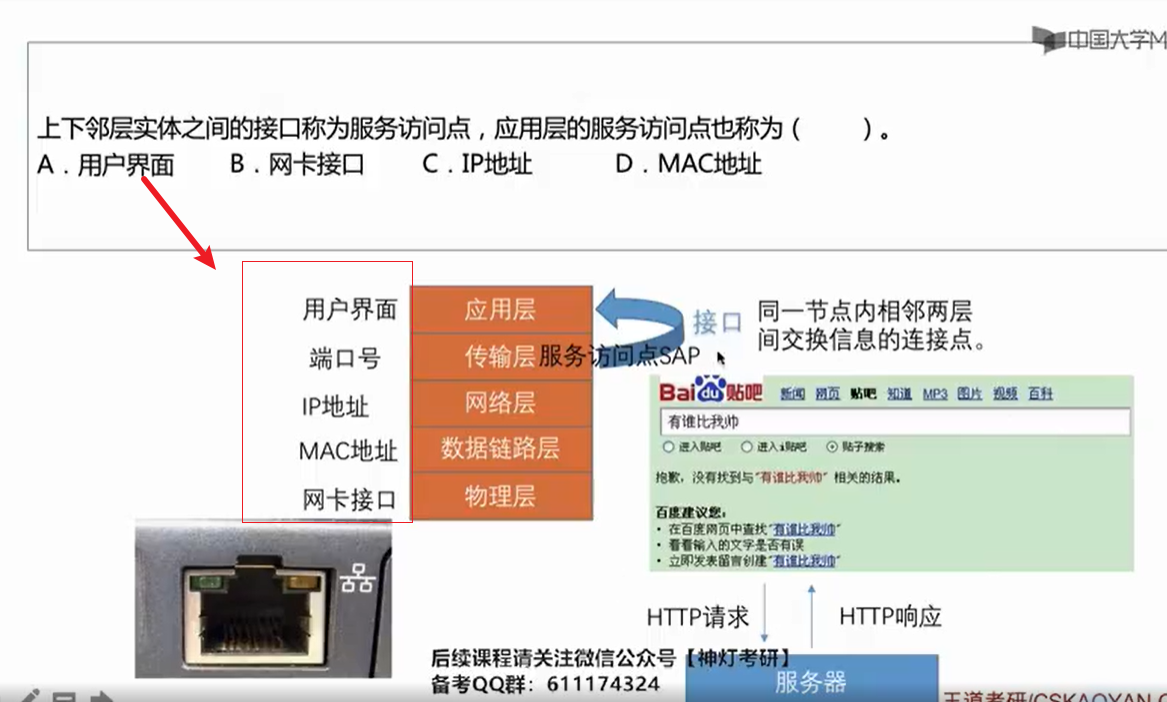 中国大学M
上下邻层实体之间的接口称为服务访问点，应用层的服务访问点也称为（ ）。
A．用户界面 B．网卡接口 C．IP地址 D．MAC地址
用户界面 应用层
端口号 传输层
IP地址 网络层
MAC地址 数据链路层
网卡接口 物理层
服务访问点SAP
接口
同一节点内相邻两层
间交换信息的连接点。
Bai du 贴吧 新闻 网页 贴吧 知道 MP3 图片 视频 百科
有谁比我帅
进入贴吧 进入i贴吧 贴子搜索
抱歉，没有找到与"有谁比我帅" 相关的结果。
百度建议您：
• 在百度网页中查找"有谁比我帅"
• 看看输入的文字是否有误
• 立即发表留言创建"有谁比我帅"
HTTP请求 HTTP响应
服务器
后续课程请关注微信公众号【神灯考研】
备考QQ群：611174324
王道考研/CSKAOYAN.C